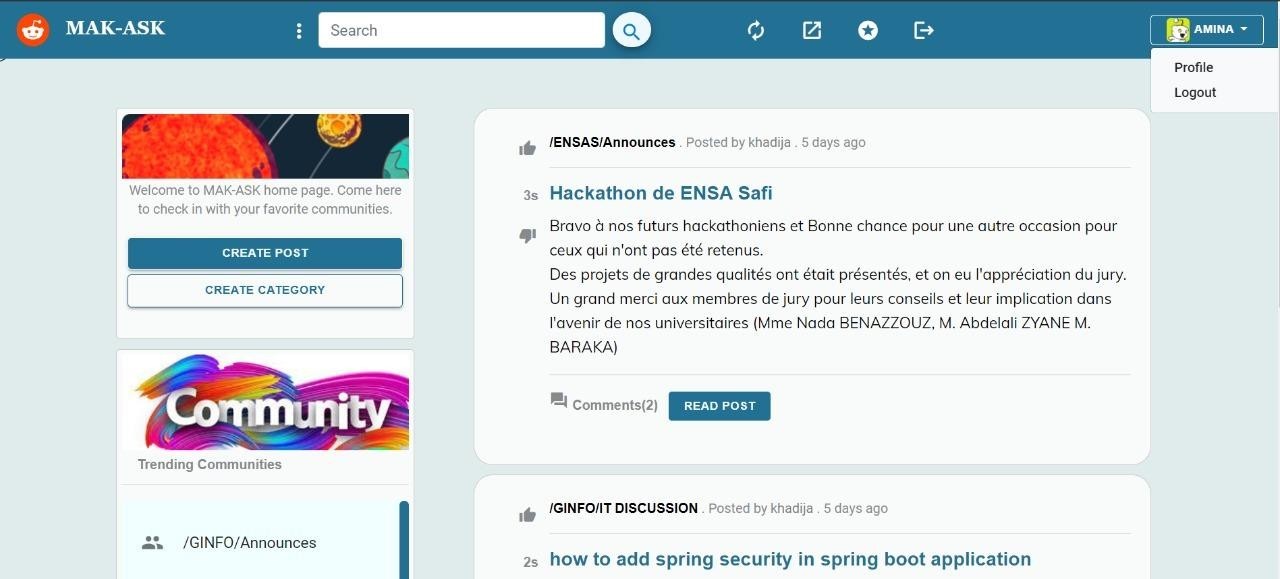 MAK-ASK
Search
AMINA
Profile
Logout
Welcome to MAK-ASK home page. Come here
to check in with your favorite communities.
CREATE POST
CREATE CATEGORY
Community
Trending Communities
/GINFO/Announces
/ENSAS/Announces . Posted by khadija . 5 days ago
3s
Hackathon de ENSA Safi
Bravo à nos futurs hackathoniens et Bonne chance pour une autre occasion pour
ceux qui n'ont pas été retenus.
Des projets de grandes qualités ont était présentés, et on eu l'appréciation du jury.
Un grand merci aux membres de jury pour leurs conseils et leur implication dans
l'avenir de nos universitaires (Mme Nada BENAZZOUZ, M. Abdelali ZYANE M.
BARAKA)
Comments(2)
READ POST
/GINFO/IT DISCUSSION . Posted by khadija . 5 days ago
2s
how to add spring security in spring boot application